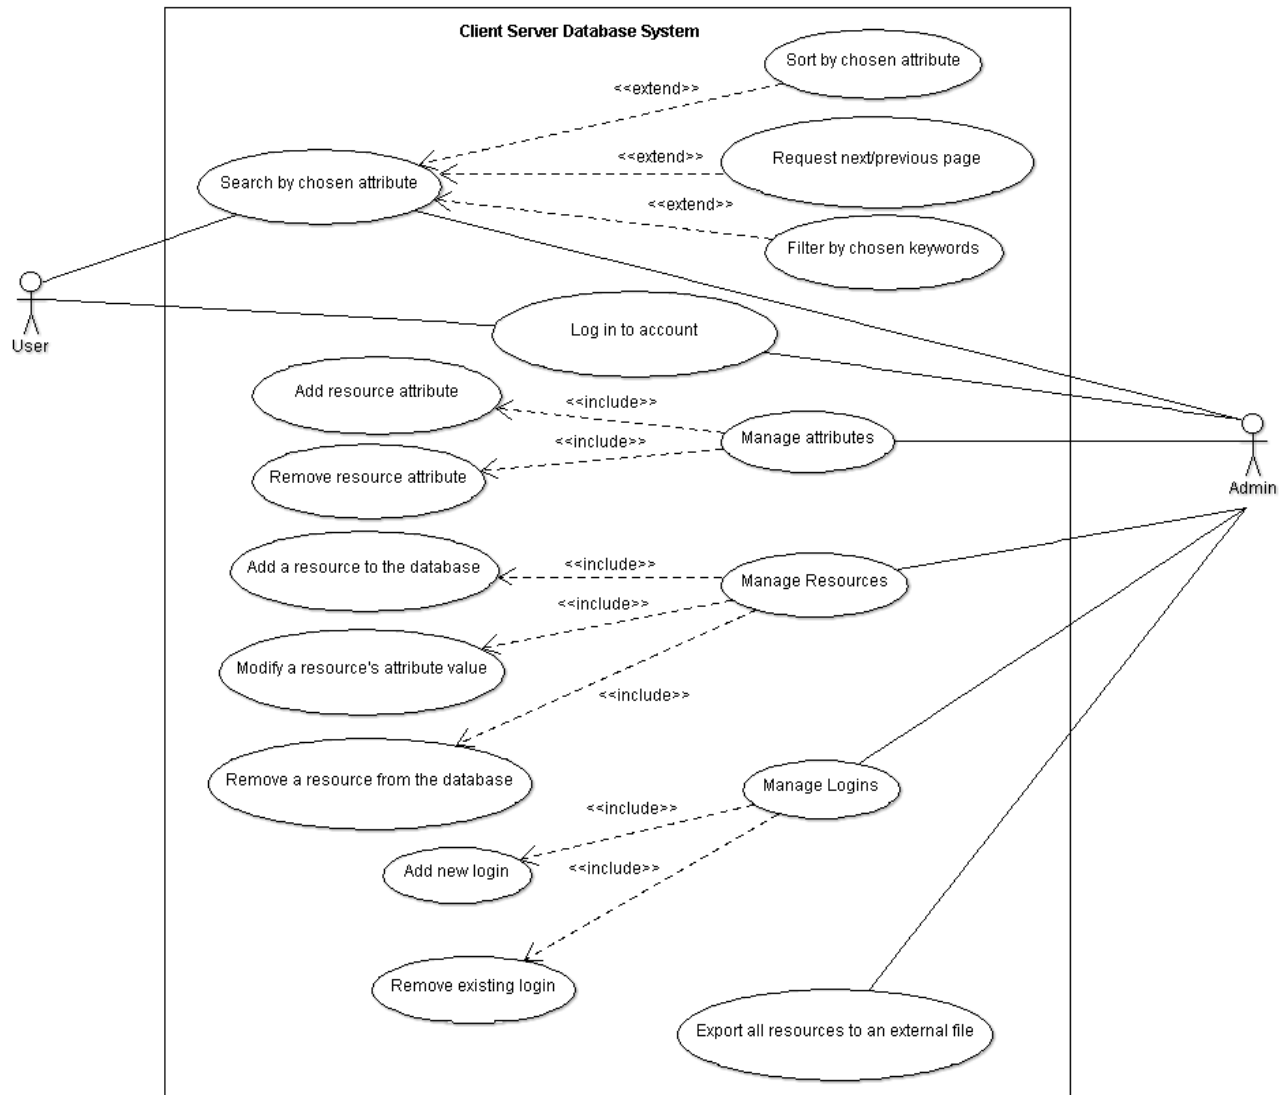 Client Server Database System
Sort by chosen attribute
<<extend>>
Request next/previous page
<<extend>>
Search by chosen attribute
<<extend>>
Filter by chosen keywords
Log in to account
User
Add resource attribute
<<include>>
Manage attributes
<<include>>
Remove resource attribute
Admin
Add a resource to the database
<<include>>
Manage Resources
<<include>>
Modify a resource's attribute value
<<include>>
Remove a resource from the database
Manage Logins
<<include>>
Add new login
<<include>>
Remove existing login
Export all resources to an external file